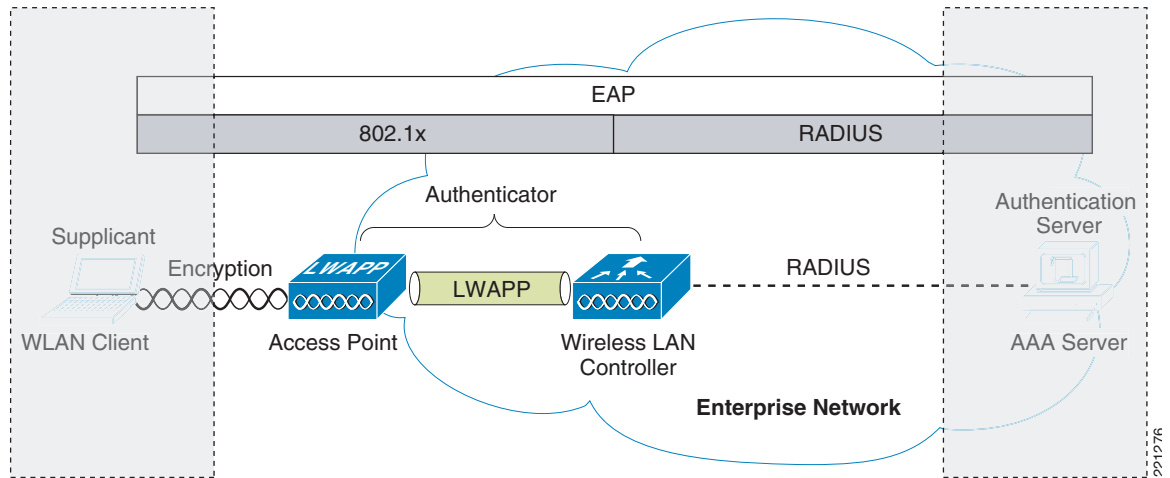 EAP
802.1x
RADIUS
Authenticator
Authentication
Server
Supplicant
Encryption
LWAPP
LWAPP
RADIUS
WLAN Client
Access Point
Wireless LAN
Controller
AAA Server
Enterprise Network
221276